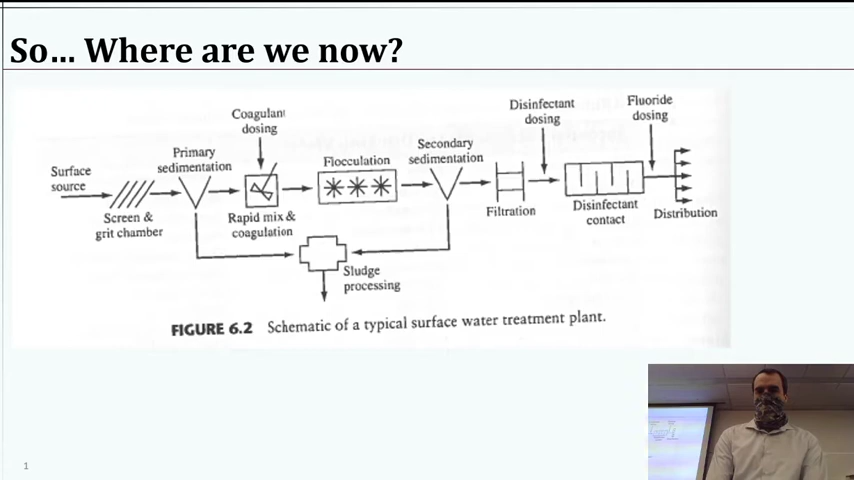 So… Where are we now?
Coagulant
dosing
Disinfectant
dosing
Fluoride
dosing
Surface
source
Primary
sedimentation
Flocculation
Secondary
sedimentation
Screen &
grit chamber
Rapid mix &
coagulation
Filtration
Disinfectant
contact
Distribution
Sludge
processing
FIGURE 6.2 Schematic of a typical surface water treatment plant.
1